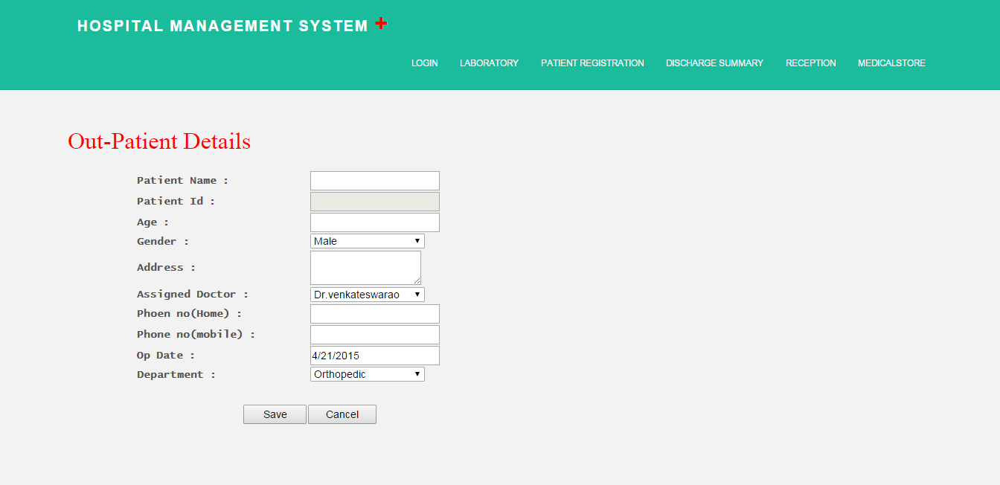 HOSPITAL MANAGEMENT SYSTEM +
LOGIN LABORATORY PATIENT REGISTRATION DISCHARGE SUMMARY RECEPTION MEDICALSTORE
Out-Patient Details
Patient Name :
Patient Id :
Age :
Gender : Male
Address :
Assigned Doctor : Dr.venkateswarao
Phoen no(Home) :
Phone no(mobile) :
Op Date : 4/21/2015
Department : Orthopedic
Save Cancel